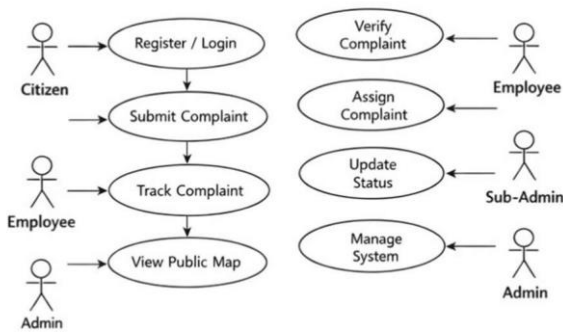 Register / Login
Citizen
Submit Complaint
Track Complaint
Employee
View Public Map
Admin
Verify
Complaint
Employee
Assign
Complaint
Update
Status
Sub-Admin
Manage
System
Admin